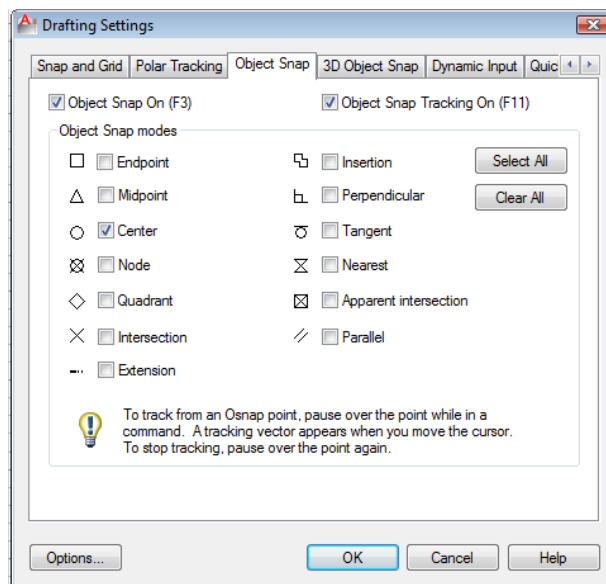 Drafting Settings
Snap and Grid Polar Tracking Object Snap 3D Object Snap Dynamic Input Quic
Object Snap On (F3) Object Snap Tracking On (F11)
Object Snap modes
Endpoint Insertion Select All
Midpoint Perpendicular Clear All
Center Tangent
Node Nearest
Quadrant Apparent intersection
Intersection Parallel
Extension
To track from an Osnap point, pause over the point while in a
command. A tracking vector appears when you move the cursor.
To stop tracking, pause over the point again.
Options... OK Cancel Help